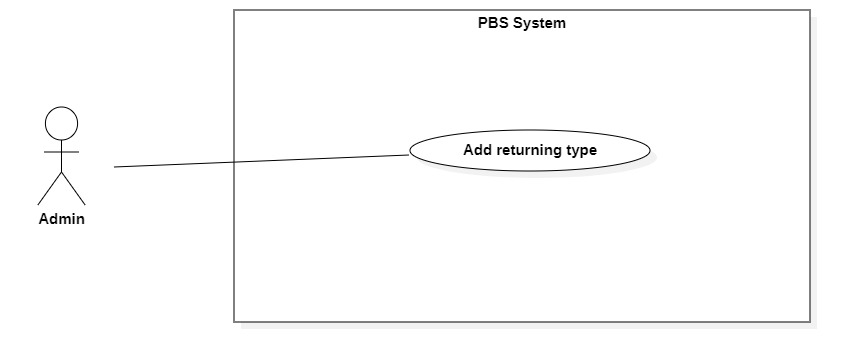 PBS System
Add returning type
Admin